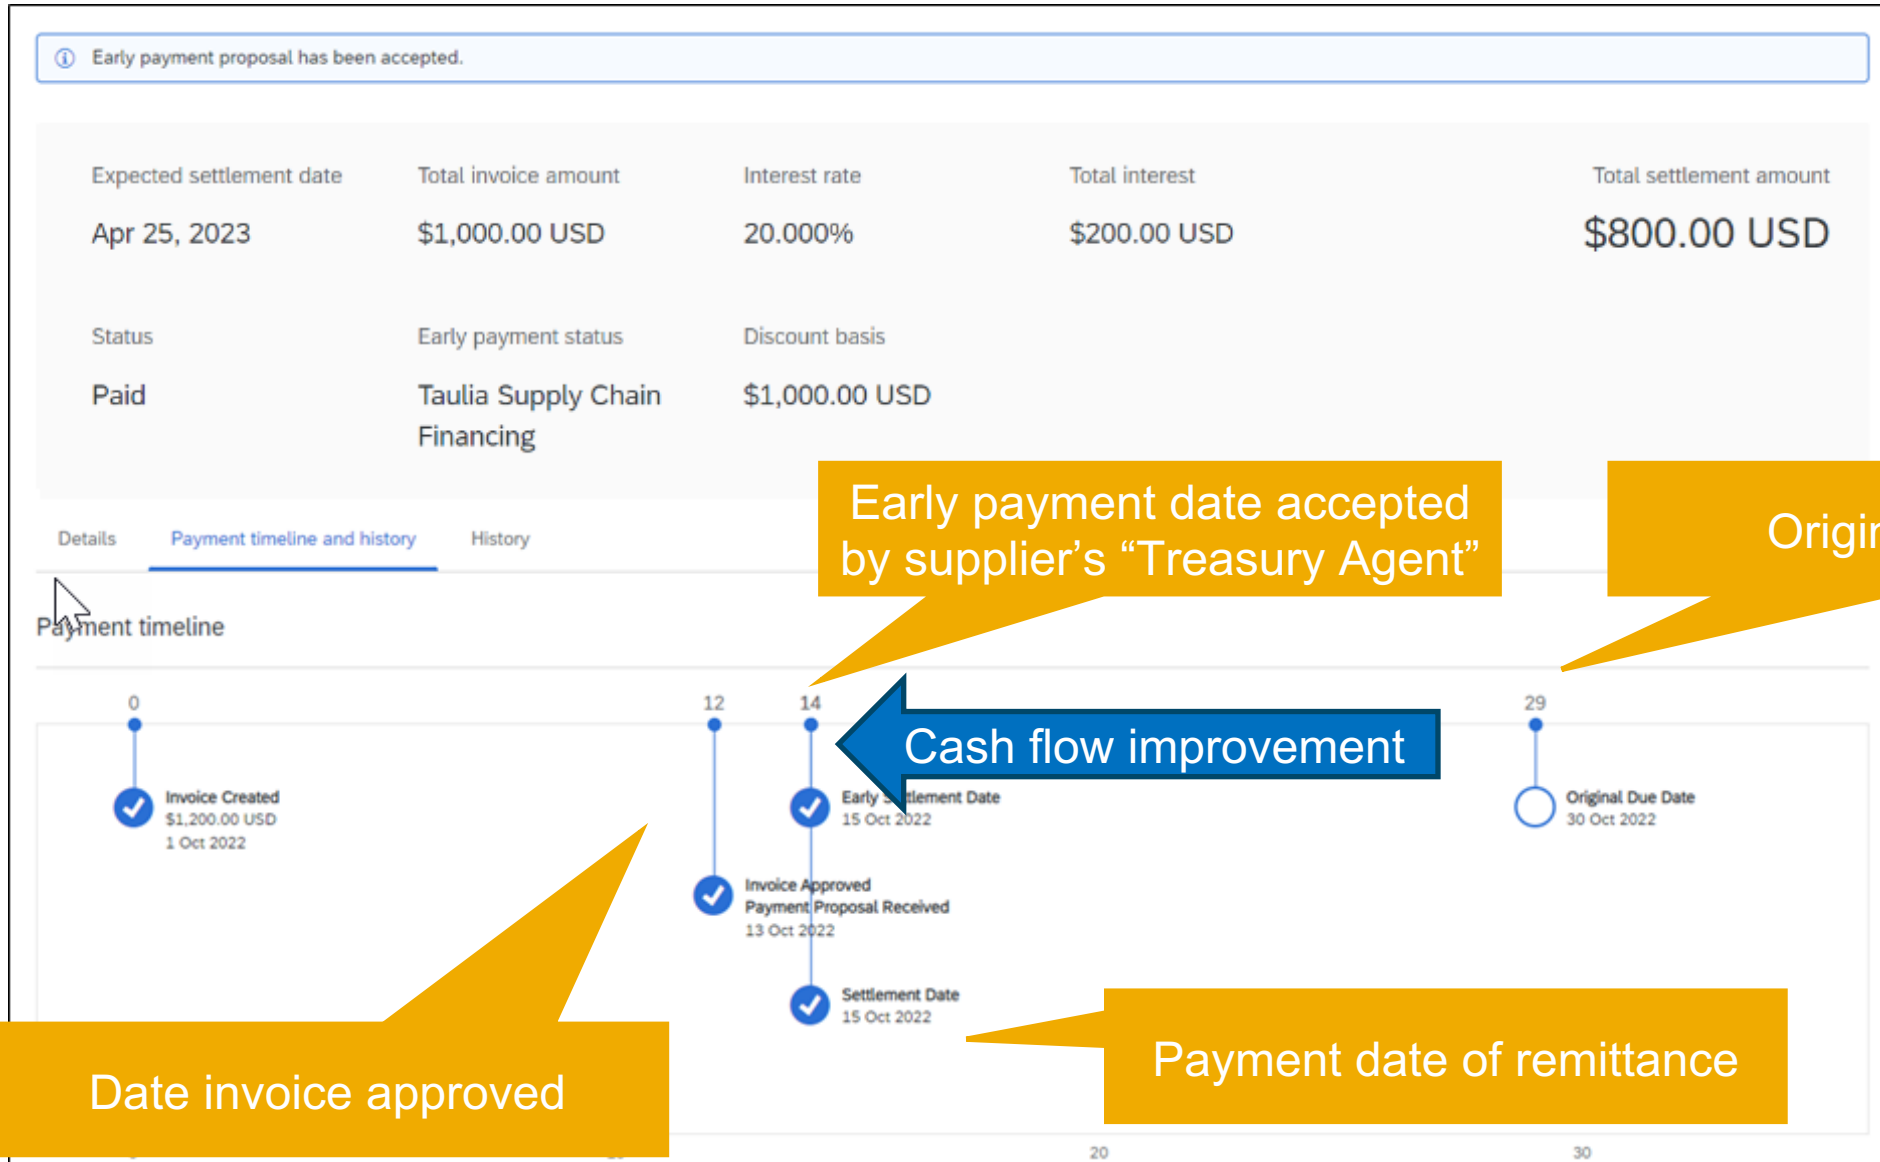 Early payment proposal has been accepted.
Expected settlement date
Total invoice amount
Interest rate
Total interest
Total settlement amount
Apr 25, 2023
$1,000.00 USD
20.000%
$200.00 USD
$800.00 USD
Status
Early payment status
Discount basis
Paid
Taulia Supply Chain
Financing
$1,000.00 USD
Early payment date accepted
by supplier’s “Treasury Agent”
Details
Payment timeline and history
History
Payment timeline
0
12
14
29
Cash flow improvement
Invoice Created
$1,200.00 USD
1 Oct 2022
Early Settlement Date
15 Oct 2022
Original Due Date
30 Oct 2022
Invoice Approved
Payment Proposal Received
13 Oct 2022
Settlement Date
15 Oct 2022
Payment date of remittance
Date invoice approved
20
30